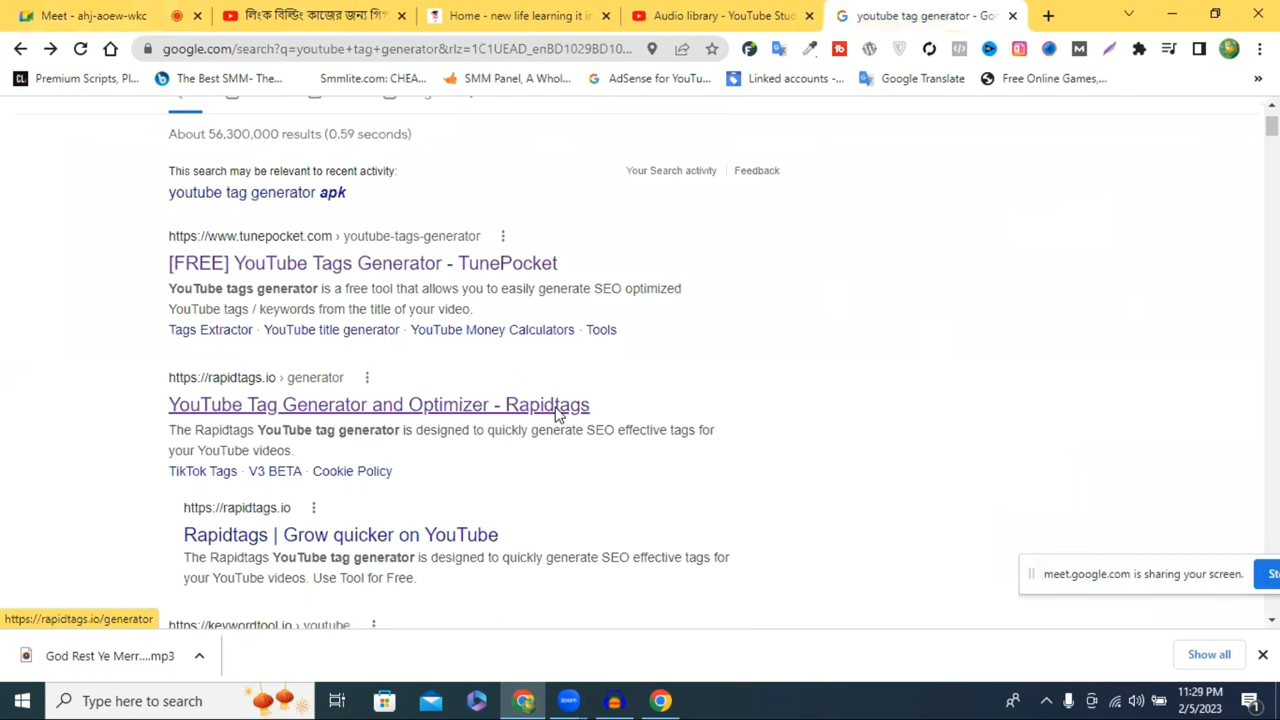 Meet - ahj-aoew-wkc
লিংক বিল্ডিং কাজের জন্য গি
Home - new life learning it in
Audio library - YouTube Stud
youtube tag generator - Goo
google.com/search?q=youtube+tag+generator&rlz=1C1UEAD_enBD1029BD10...
Premium Scripts, Pl...
The Best SMM- The...
Smmlite.com: CHEA...
SMM Panel, A Whol...
AdSense for YouTu...
Linked accounts -...
Google Translate
Free Online Games,...
About 56,300,000 results (0.59 seconds)
This search may be relevant to recent activity:
Your Search activity
Feedback
youtube tag generator apk
https://www.tunepocket.com › youtube-tags-generator
[FREE] YouTube Tags Generator - TunePocket
YouTube tags generator is a free tool that allows you to easily generate SEO optimized
YouTube tags / keywords from the title of your video.
Tags Extractor · YouTube title generator · YouTube Money Calculators · Tools
https://rapidtags.io › generator
YouTube Tag Generator and Optimizer - Rapidtags
The Rapidtags YouTube tag generator is designed to quickly generate SEO effective tags for
your YouTube videos.
TikTok Tags · V3 BETA · Cookie Policy
https://rapidtags.io
Rapidtags | Grow quicker on YouTube
The Rapidtags YouTube tag generator is designed to quickly generate SEO effective tags for
your YouTube videos. Use Tool for Free.
meet.google.com is sharing your screen.
St
https://rapidtags.io/generator
https://keywordtool.io › youtube
God Rest Ye Merr....mp3
Show all
Type here to search
zoom
11:29 PM
2/5/2023
1